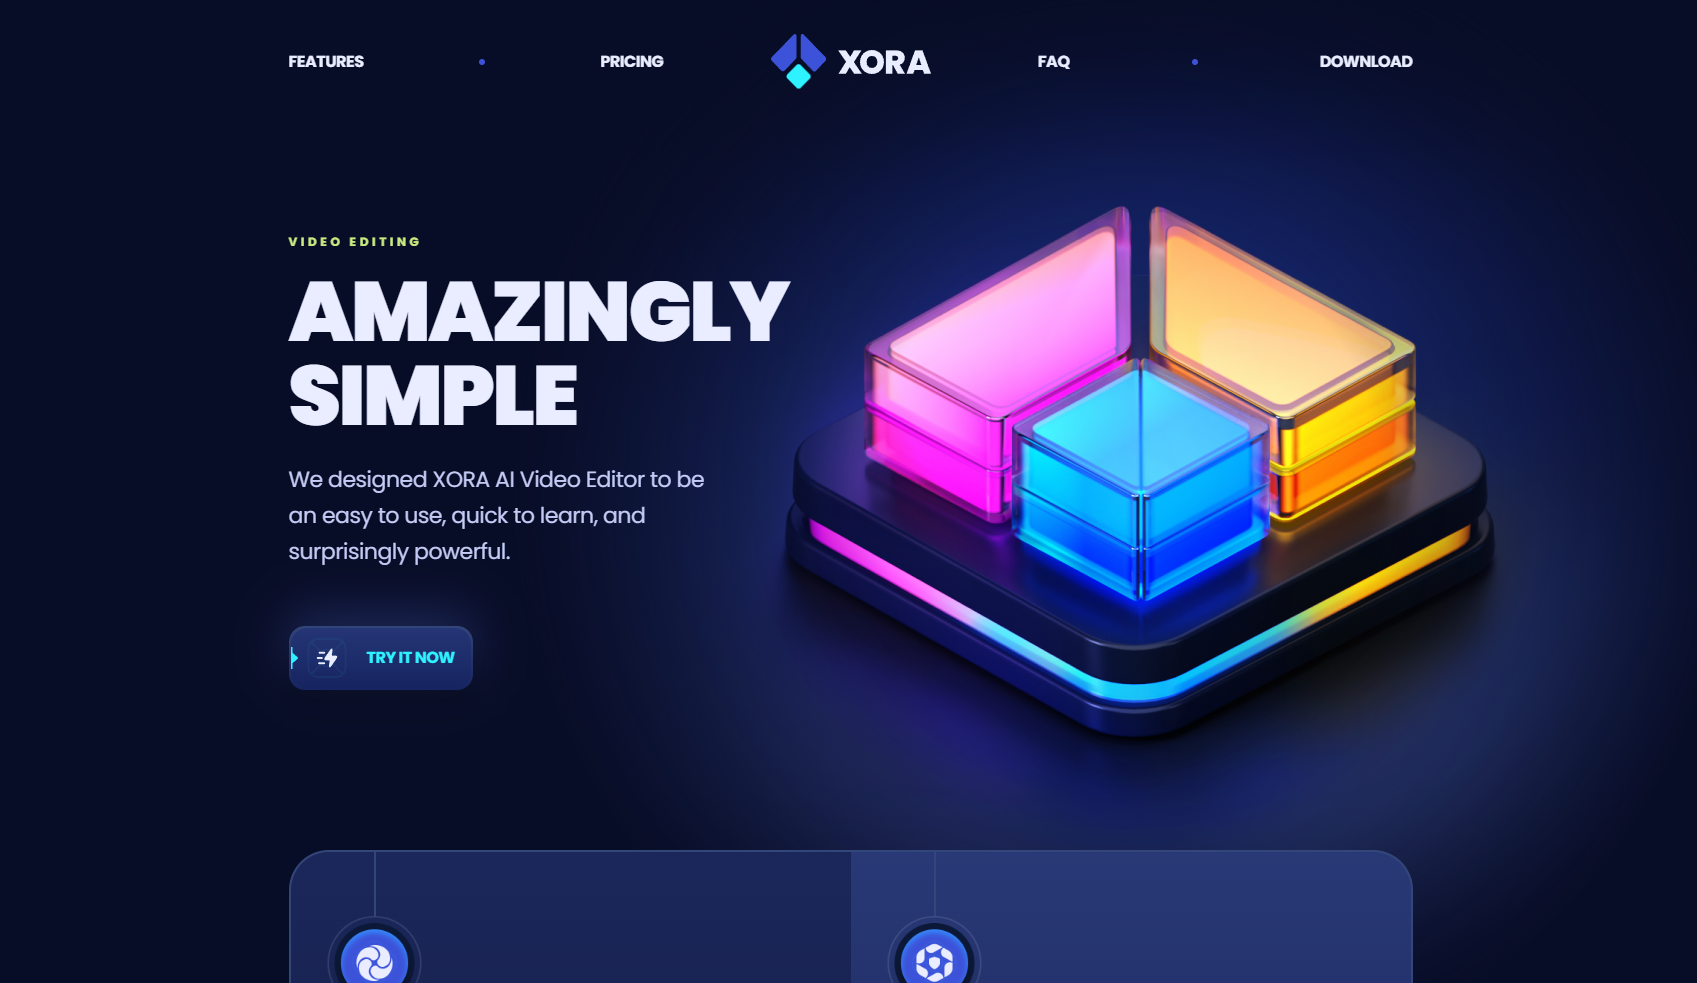 FEATURES
PRICING
XORA
FAQ
DOWNLOAD
VIDEO EDITING
AMAZINGLY
SIMPLE
We designed XORA AI Video Editor to be
an easy to use, quick to learn, and
surprisingly powerful.
TRY IT NOW